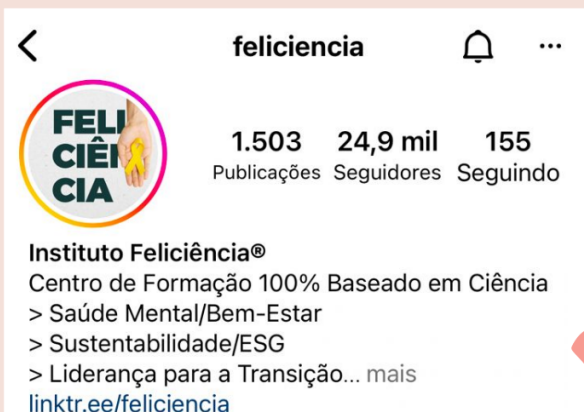 feliciencia
FELI
CIÊN
CIA
1.503 24,9 mil 155
Publicações Seguidores Seguindo
Instituto Feliciência®
Centro de Formação 100% Baseado em Ciência
> Saúde Mental/Bem-Estar
> Sustentabilidade/ESG
> Liderança para a Transição... mais
linktr.ee/feliciencia